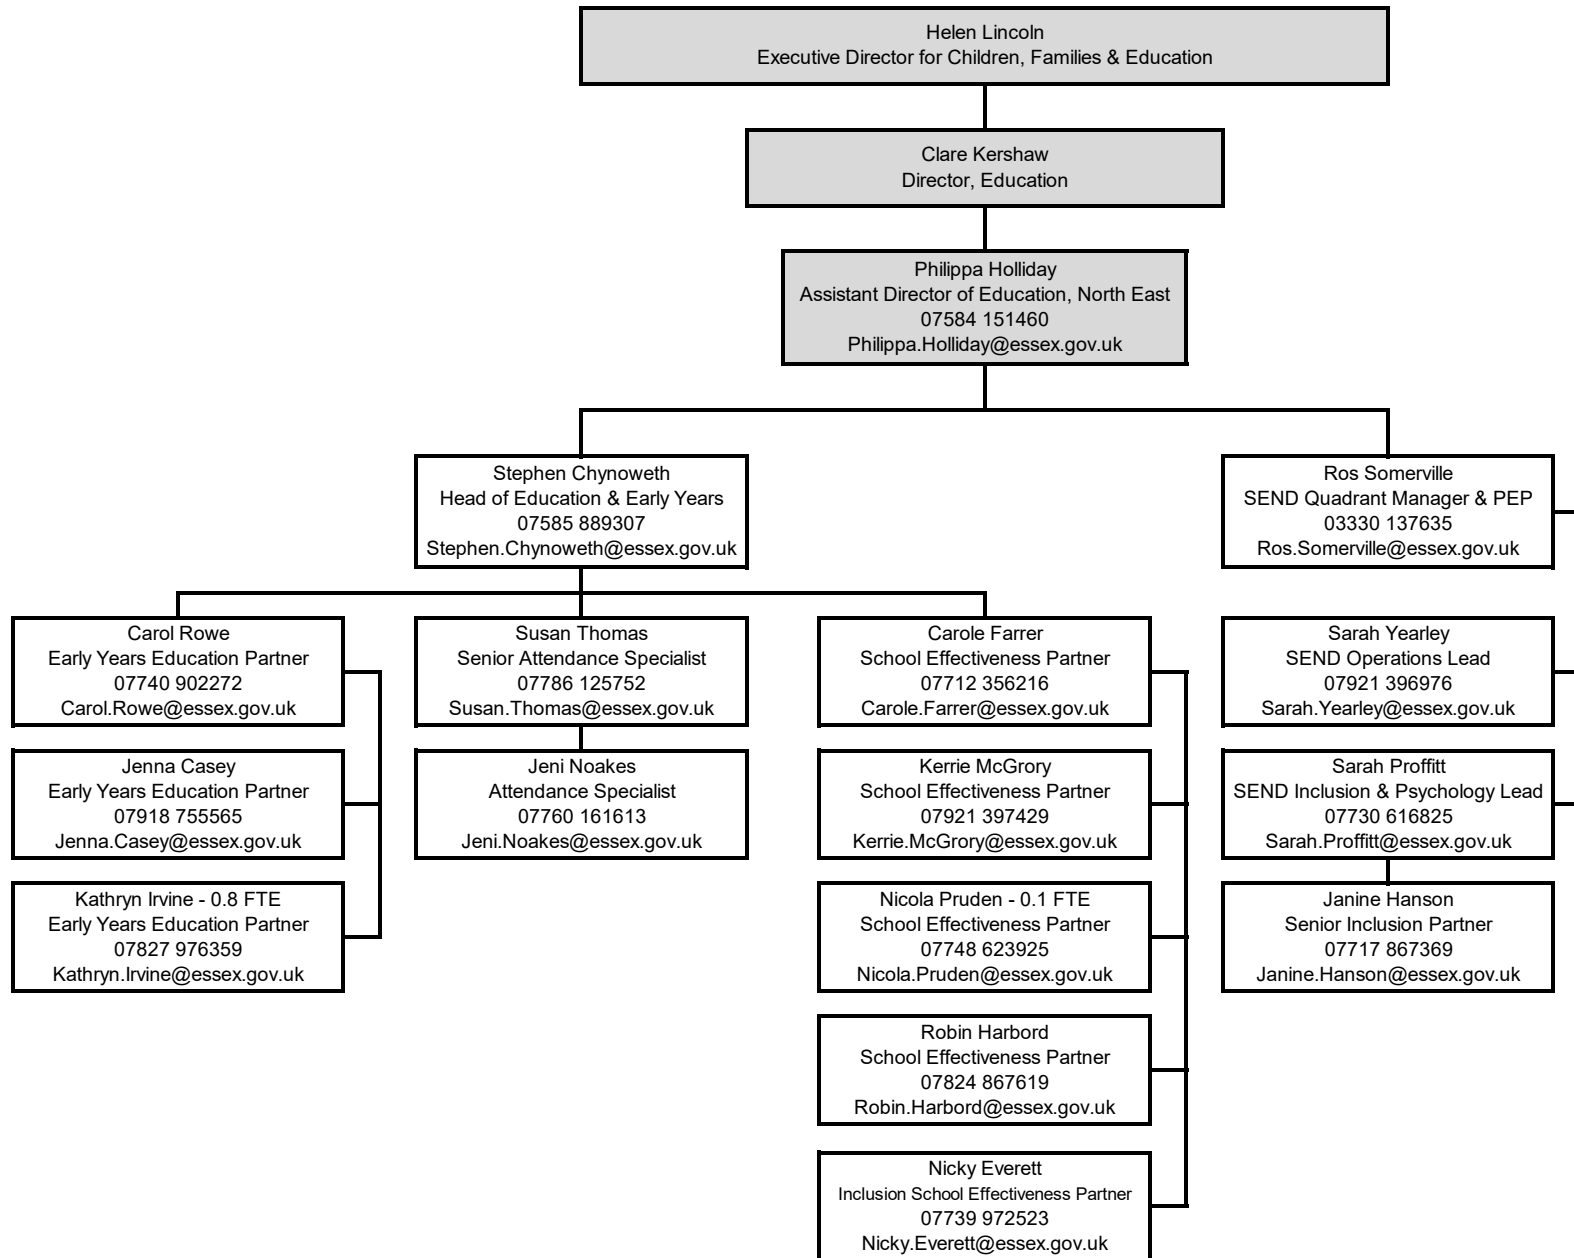 Helen Lincoln
Executive Director for Children, Families & Education
Clare Kershaw
Director, Education
Philippa Holliday
Assistant Director of Education, North East
07584 151460
Philippa.Holliday@essex.gov.uk
Stephen Chynoweth
Head of Education & Early Years
07585 889307
Stephen.Chynoweth@essex.gov.uk
Ros Somerville
SEND Quadrant Manager & PEP
03330 137635
Ros.Somerville@essex.gov.uk
Carol Rowe
Early Years Education Partner
07740 902272
Carol.Rowe@essex.gov.uk
Susan Thomas
Senior Attendance Specialist
07786 125752
Susan.Thomas@essex.gov.uk
Carole Farrer
School Effectiveness Partner
07712 356216
Carole.Farrer@essex.gov.uk
Sarah Yearley
SEND Operations Lead
07921 396976
Sarah.Yearley@essex.gov.uk
Jenna Casey
Early Years Education Partner
07918 755565
Jenna.Casey@essex.gov.uk
Jeni Noakes
Attendance Specialist
07760 161613
Jeni.Noakes@essex.gov.uk
Kerrie McGrory
School Effectiveness Partner
07921 397429
Kerrie.McGrory@essex.gov.uk
Sarah Proffitt
SEND Inclusion & Psychology Lead
07730 616825
Sarah.Proffitt@essex.gov.uk
Kathryn Irvine - 0.8 FTE
Early Years Education Partner
07827 976359
Kathryn.Irvine@essex.gov.uk
Nicola Pruden - 0.1 FTE
School Effectiveness Partner
07748 623925
Nicola.Pruden@essex.gov.uk
Janine Hanson
Senior Inclusion Partner
07717 867369
Janine.Hanson@essex.gov.uk
Robin Harbord
School Effectiveness Partner
07824 867619
Robin.Harbord@essex.gov.uk
Nicky Everett
Inclusion School Effectiveness Partner
07739 972523
Nicky.Everett@essex.gov.uk